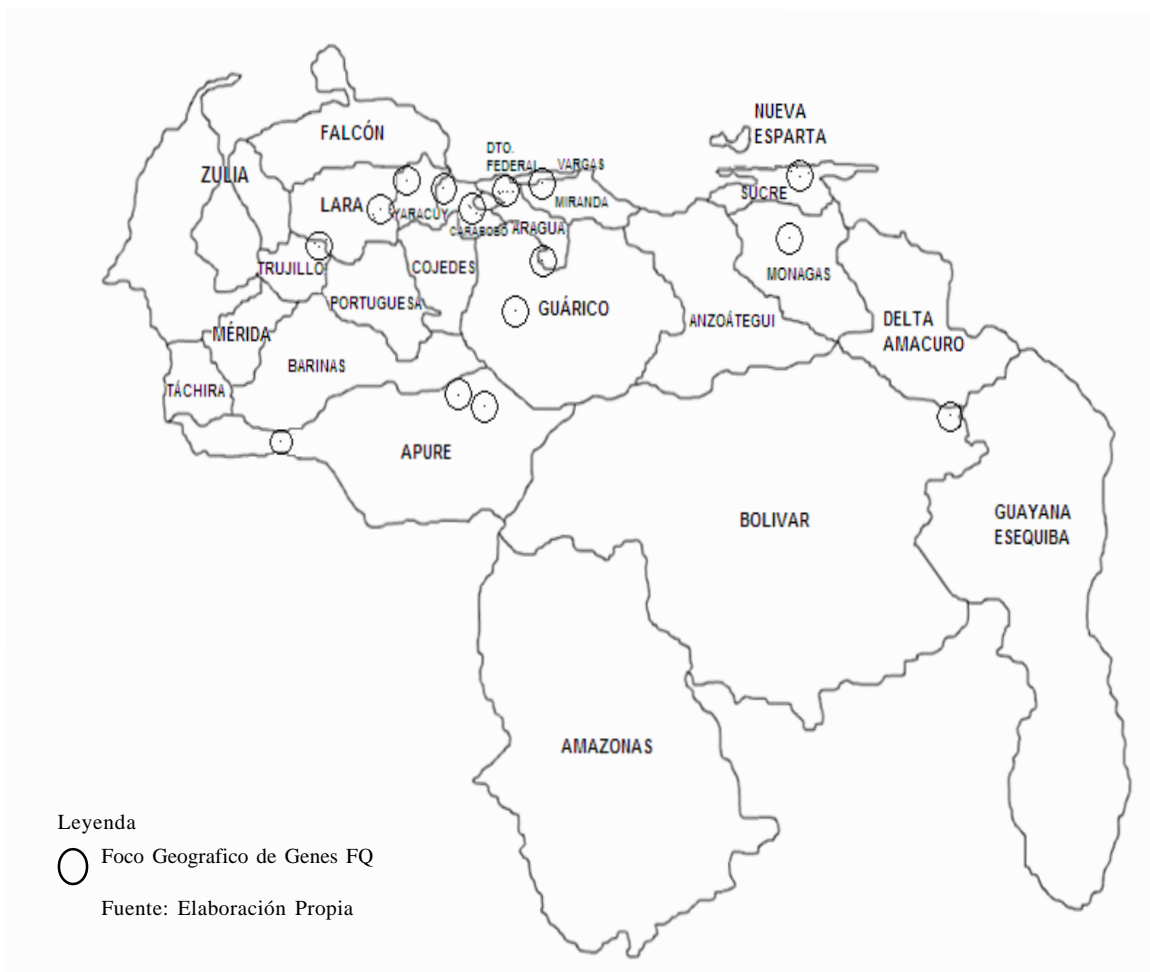 NUEVA
ESPARTA
FALCÓN
DTO.
FEDERAL
VARGAS
ZULIA
SUCRE
LARA
YARACUY
MIRANDA
CARABOBO
ARAGUA
TRUJILLO
COJEDES
MONAGAS
PORTUGUESA
GUÁRICO
ANZOÁTEGUI
DELTA
AMACURO
MÉRIDA
BARINAS
TÁCHIRA
APURE
BOLIVAR
GUAYANA
ESEQUIBA
AMAZONAS
Leyenda
Foco Geografico de Genes FQ
Fuente: Elaboración Propia